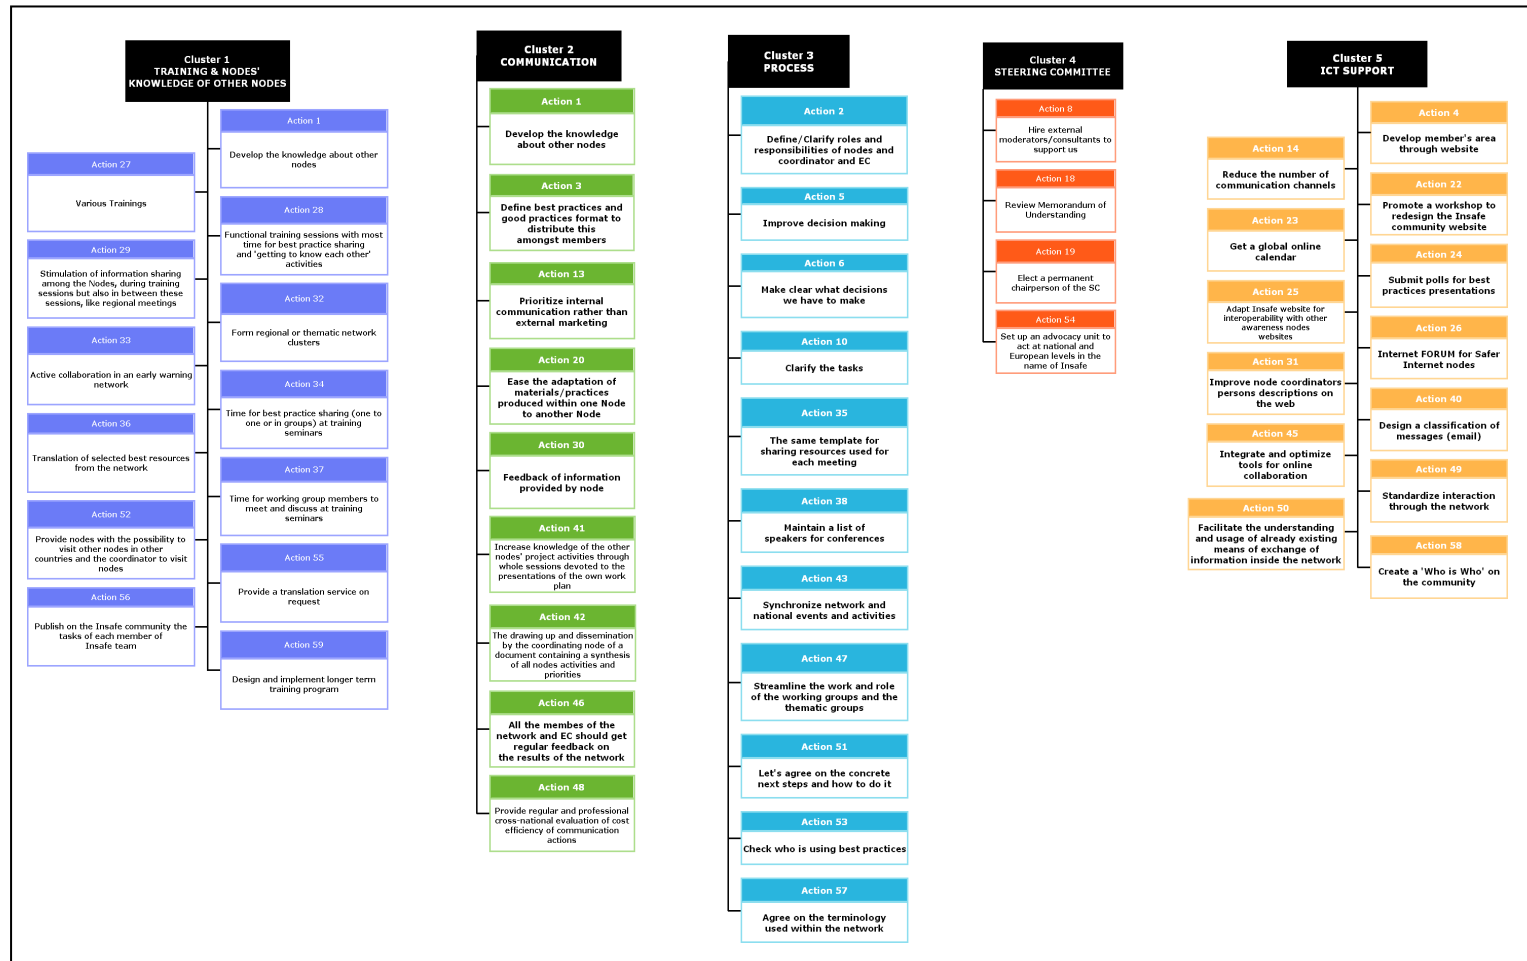 Cluster 1
TRAINING & NODES'
KNOWLEDGE OF OTHER NODES
Action 1
Develop the knowledge about other
nodes
Action 27
Various Trainings
Action 28
Functional training sessions with most
time for best practice sharing
and 'getting to know each other'
activities
Action 29
Stimulation of information sharing
among the Nodes, during training
sessions but also in between these
sessions, like regional meetings
Action 32
Form regional or thematic network
clusters
Action 33
Active collaboration in an early warning
network
Action 34
Time for best practice sharing (one to
one or in groups) at training
seminars
Action 36
Translation of selected best resources
from the network
Action 37
Time for working group members to
meet and discuss at training
seminars
Action 52
Provide nodes with the possibility to
visit other nodes in other
countries and the coordinator to visit
nodes
Action 55
Provide a translation service on
request
Action 56
Publish on the Insafe community the
tasks of each member of
Insafe team
Action 59
Design and implement longer term
training program
Cluster 2
COMMUNICATION
Action 1
Develop the knowledge
about other nodes
Action 3
Define best practices and
good practices format to
distribute this
amongst members
Action 13
Prioritize internal
communication rather than
external marketing
Action 20
Ease the adaptation of
materials/practices
produced within one Node
to another Node
Action 30
Feedback of information
provided by node
Action 41
Increase knowledge of the other
nodes' project activities through
whole sessions devoted to the
presentations of the own work
plan
Action 42
The drawing up and dissemination
by the coordinating node of a
document containing a synthesis
of all nodes activities and
priorities
Action 46
All the membes of the
network and EC should get
regular feedback on
the results of the network
Action 48
Provide regular and professional
cross-national evaluation of cost
efficiency of communication
actions
Cluster 3
PROCESS
Action 2
Define/Clarify roles and
responsibilities of nodes and
coordinator and EC
Action 5
Improve decision making
Action 6
Make clear what decisions
we have to make
Action 10
Clarify the tasks
Action 35
The same template for
sharing resources used for
each meeting
Action 38
Maintain a list of
speakers for conferences
Action 43
Synchronize network and
national events and activities
Action 47
Streamline the work and role
of the working groups and the
thematic groups
Action 51
Let's agree on the concrete
next steps and how to do it
Action 53
Check who is using best practices
Action 57
Agree on the terminology
used within the network
Cluster 4
STEERING COMMITTEE
Action 8
Hire external
moderators/consultants to
support us
Action 18
Review Memorandum of
Understanding
Action 19
Elect a permanent
chairperson of the SC
Action 54
Set up an advocacy unit to
act at national and
European levels in the
name of Insafe
Cluster 5
ICT SUPPORT
Action 4
Develop member's area
through website
Action 14
Reduce the number of
communication channels
Action 22
Promote a workshop to
redesign the Insafe
community website
Action 23
Get a global online
calendar
Action 24
Submit polls for best
practices presentations
Action 25
Adapt Insafe website for
interoperability with other
awareness nodes
websites
Action 26
Internet FORUM for Safer
Internet nodes
Action 31
Improve node coordinators
persons descriptions on
the web
Action 40
Design a classification of
messages (email)
Action 45
Integrate and optimize
tools for online
collaboration
Action 49
Standardize interaction
through the network
Action 50
Facilitate the understanding
and usage of already existing
means of exchange of
information inside the network
Action 58
Create a 'Who is Who' on
the community